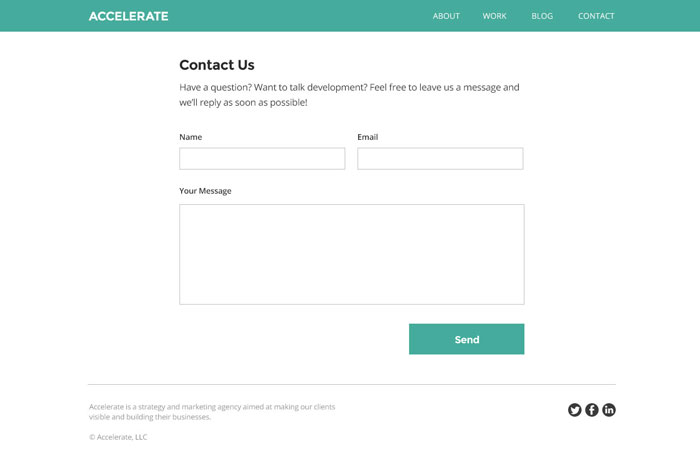 ACCELERATE
ABOUT WORK BLOG CONTACT
Contact Us
Have a question? Want to talk development? Feel free to leave us a message and
we'll reply as soon as possible!
Name Email
Your Message
Send
Accelerate is a strategy and marketing agency aimed at making our clients
visible and building their businesses.
© Accelerate, LLC